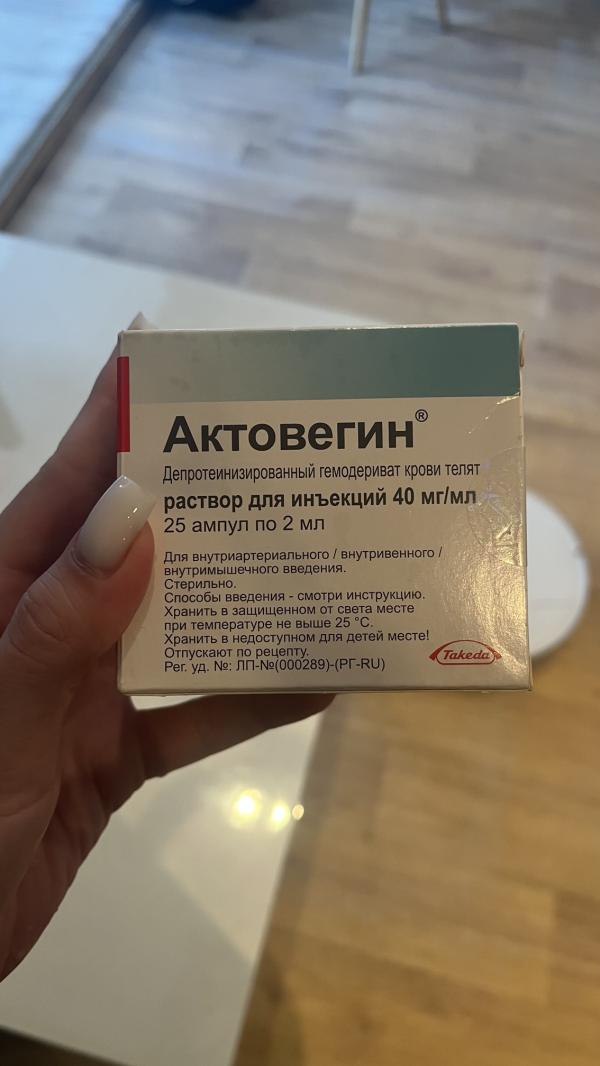 Актовегин®
Депротеинизированный гемодериват крови телят
раствор для инъекций 40 мг/мл
25 ампул по 2 мл
Для внутриартериального / внутривенного /
внутримышечного введения.
Стерильно.
Способы введения - смотри инструкцию.
Хранить в защищенном от света месте
при температуре не выше 25 °С.
Хранить в недоступном для детей месте!
Отпускают по рецепту.
Рег. уд. №: ЛП-№(000289)-(РГ-RU)
Takeda